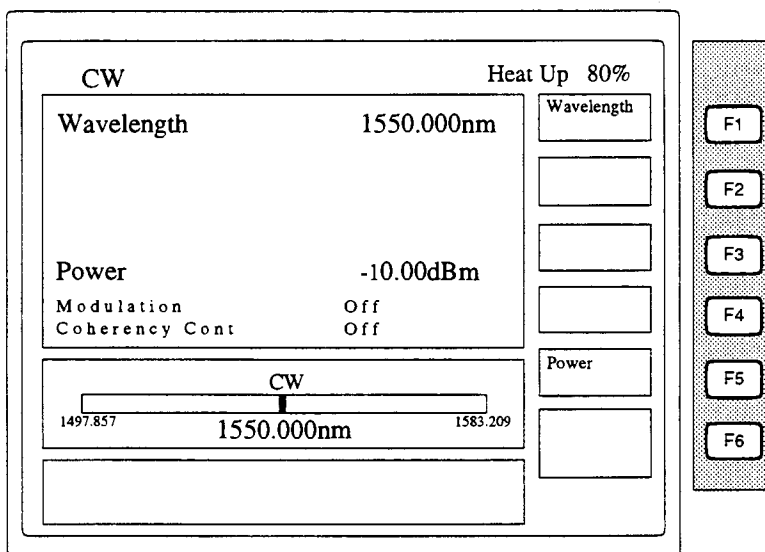 CW
Heat Up 80%
Wavelength 1550.000nm
Power -10.00dBm
Modulation Off
Coherency Cont Off
CW
1497.857
1583.209
1550.000nm
Wavelength
Power
F1
F2
F3
F4
F5
F6